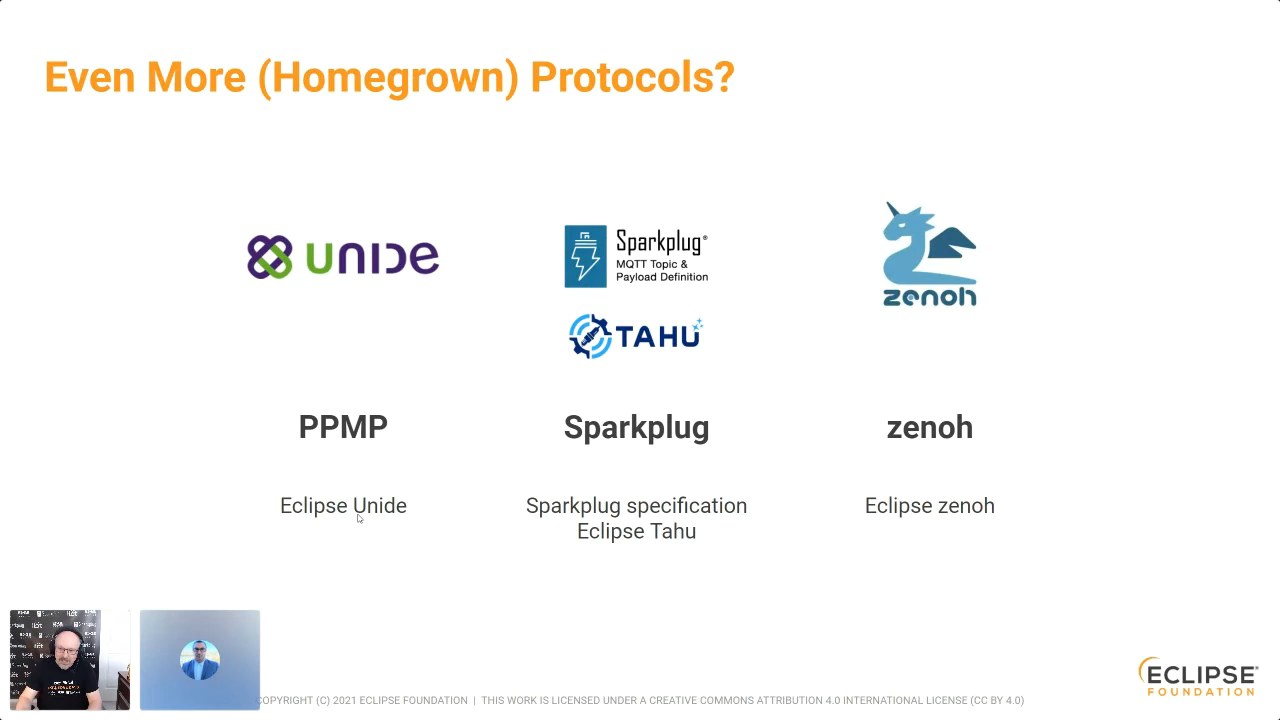 Even More (Homegrown) Protocols?
UNIDE
Sparkplug®
MQTT Topic &
Payload Definition
TAHU
zenoh
PPMP
Sparkplug
zenoh
Eclipse Unide
Sparkplug specification
Eclipse Tahu
Eclipse zenoh
ECLIPSE®
FOUNDATION
COPYRIGHT (C) 2021 ECLIPSE FOUNDATION | THIS WORK IS LICENSED UNDER A CREATIVE COMMONS ATTRIBUTION 4.0 INTERNATIONAL LICENSE (CC BY 4.0)